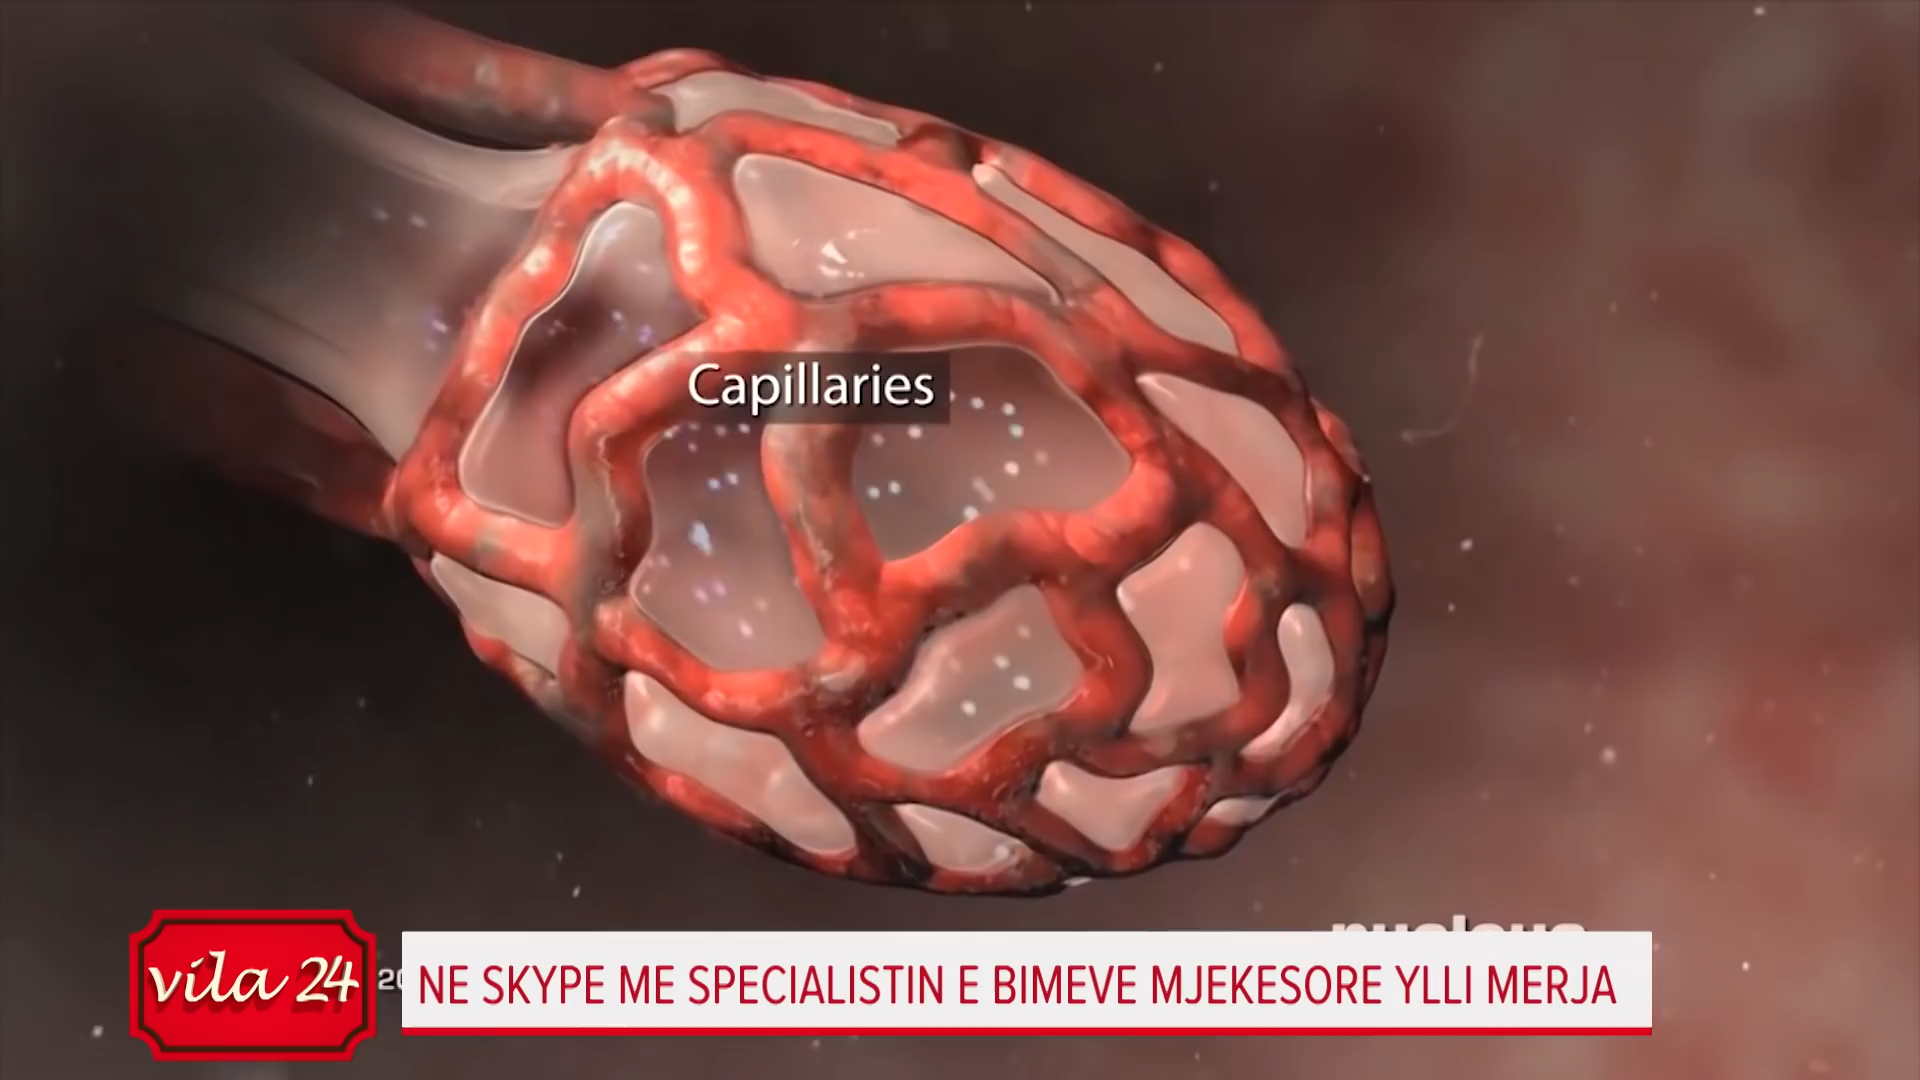 Capillaries
vila 24
NE SKYPE ME SPECIALISTIN E BIMEVE MJEKESORE YLLI MERJA